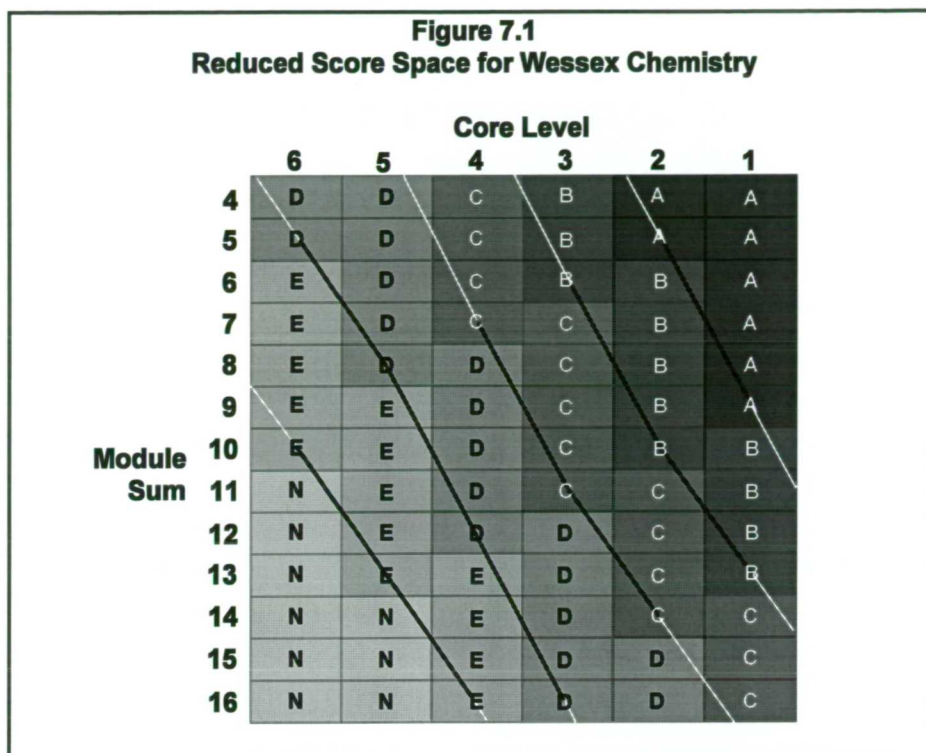 Figure 7.1
Reduced Score Space for Wessex Chemistry
Core Level
6 5 4 3 2 1
4 D D C B A A
5 D D C B A A
6 E D C B B A
7 E D C C B A
8 E D D C B A
9 E E D C B A
Module Sum
10 E E D C B B
11 N E D C C B
12 N E D D C B
13 N E E D C B
14 N N E D C C
15 N N E D D C
16 N N E D D C